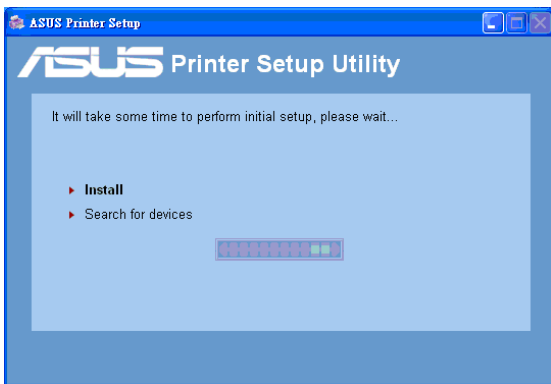 ASUS Printer Setup
ASUS Printer Setup Utility
It will take some time to perform initial setup, please wait...
Install
Search for devices